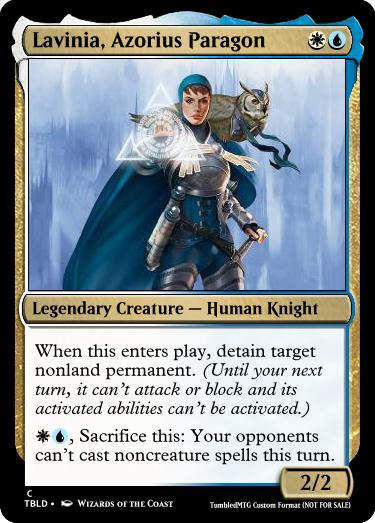 Lavinia, Azorius Paragon
Legendary Creature — Human Knight
When this enters play, detain target
nonland permanent. (Until your next
turn, it can't attack or block and its
activated abilities can't be activated.)
, Sacrifice this: Your opponents
can't cast noncreature spells this turn.
2/2
C
TBLD • Wizards of the Coast
TumbledMTG Custom Format (NOT FOR SALE)